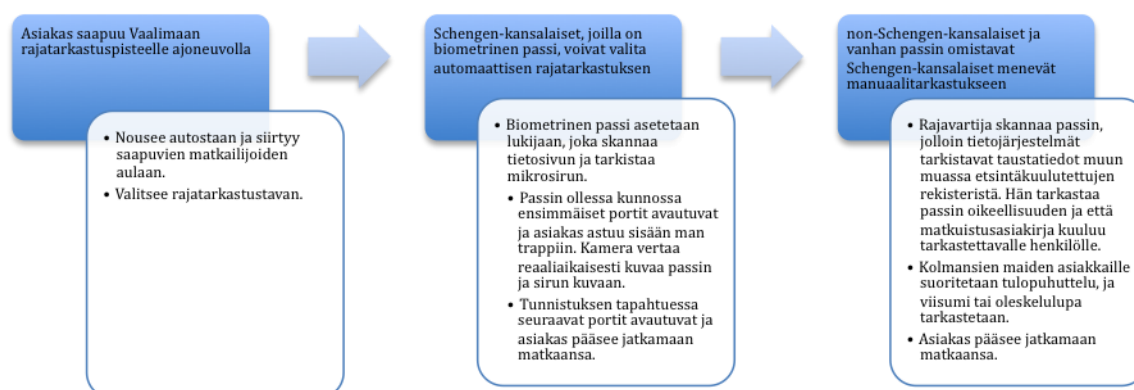 Asiakas saapuu Vaalimaan
rajatarkastuspisteelle ajoneuvolla
• Nousee autostaan ja siirtyy
saapuvien matkailijoiden
aulaan.
• Valitsee rajatarkastustavan.
Schengen-kansalaiset, joilla on
biometrinen passi, voivat valita
automaattisen rajatarkastuksen
• Biometrinen passi asetetaan
lukijaan, joka skannaa
tietosivun ja tarkistaa
mikrosirun.
• Passin ollessa kunnossa
ensimmäiset portit avautuvat
ja asiakas astuu sisään man
trappiin. Kamera vertaa
reaaliaikaisesti kuvaa passin
ja sirun kuvaan.
• Tunnistuksen tapahtuessa
seuraavat portit avautuvat ja
asiakas pääsee jatkamaan
matkaansa.
non-Schengen-kansalaiset ja
vanhan passin omistavat
Schengen-kansalaiset menevät
manuaalitarkastukseen
• Rajavartija skannaa passin,
jolloin tietojärjestelmät
tarkistavat taustatiedot muun
muassa etsintäkuulutettujen
rekisteristä. Hän tarkastaa
passin oikeellisuuden ja että
matkuistusasiakirja kuuluu
tarkastettavalle henkilölle.
• Kolmansien maiden asiakkaille
suoritetaan tulopuhuttelu, ja
viisumi tai oleskelulupa
tarkastetaan.
• Asiakas pääsee jatkamaan
matkaansa.